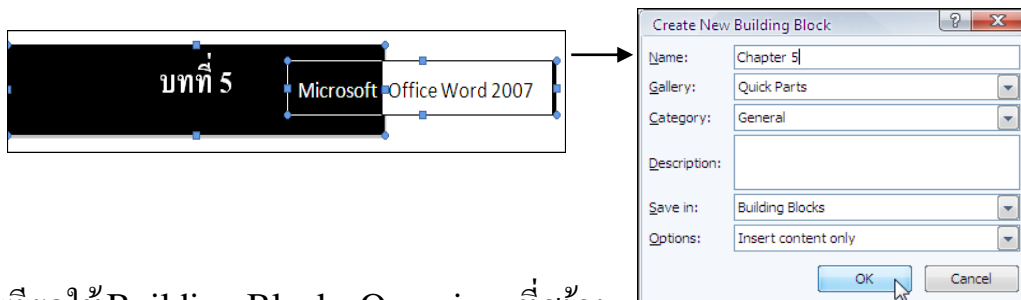 บทที่ 5
Microsoft Office Word 2007
Create New Building Block
Name: Chapter 5
Gallery: Quick Parts
Category: General
Description:
Save in: Building Blocks
Options: Insert content only
OK Cancel